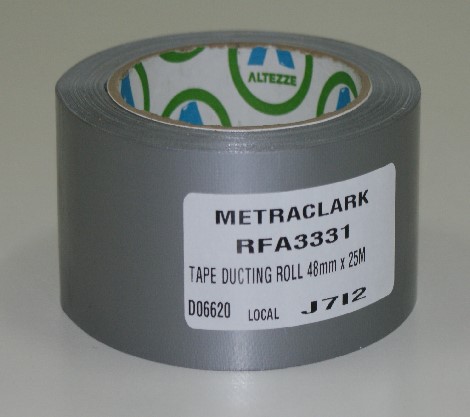 ALTEZZE
METRACLARK
RFA3331
TAPE DUCTING ROLL 48mm x 25M
D06620 LOCAL J712